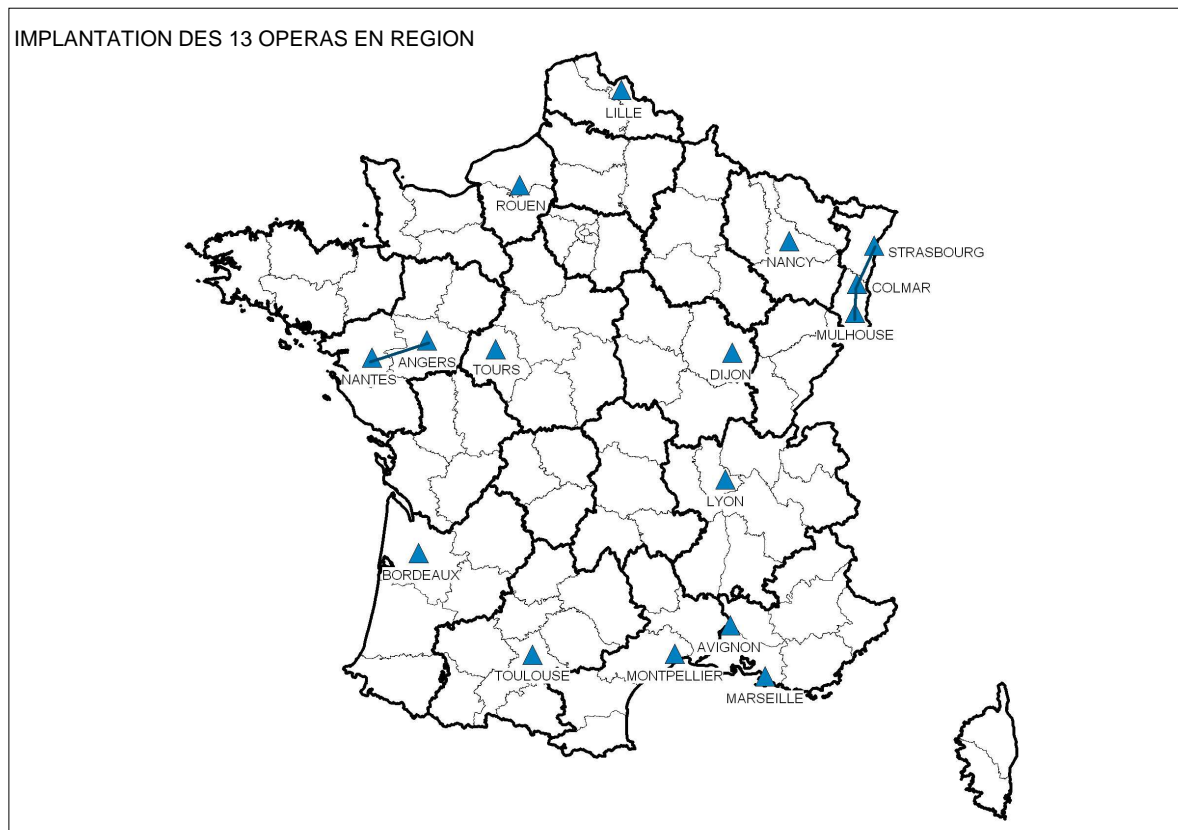 IMPLANTATION DES 13 OPERAS EN REGION
LILLE
ROUEN
NANCY
STRASBOURG
COLMAR
MULHOUSE
ANGERS
NANTES
TOURS
DIJON
LYON
BORDEAUX
AVIGNON
TOULOUSE
MONTPELLIER
MARSEILLE